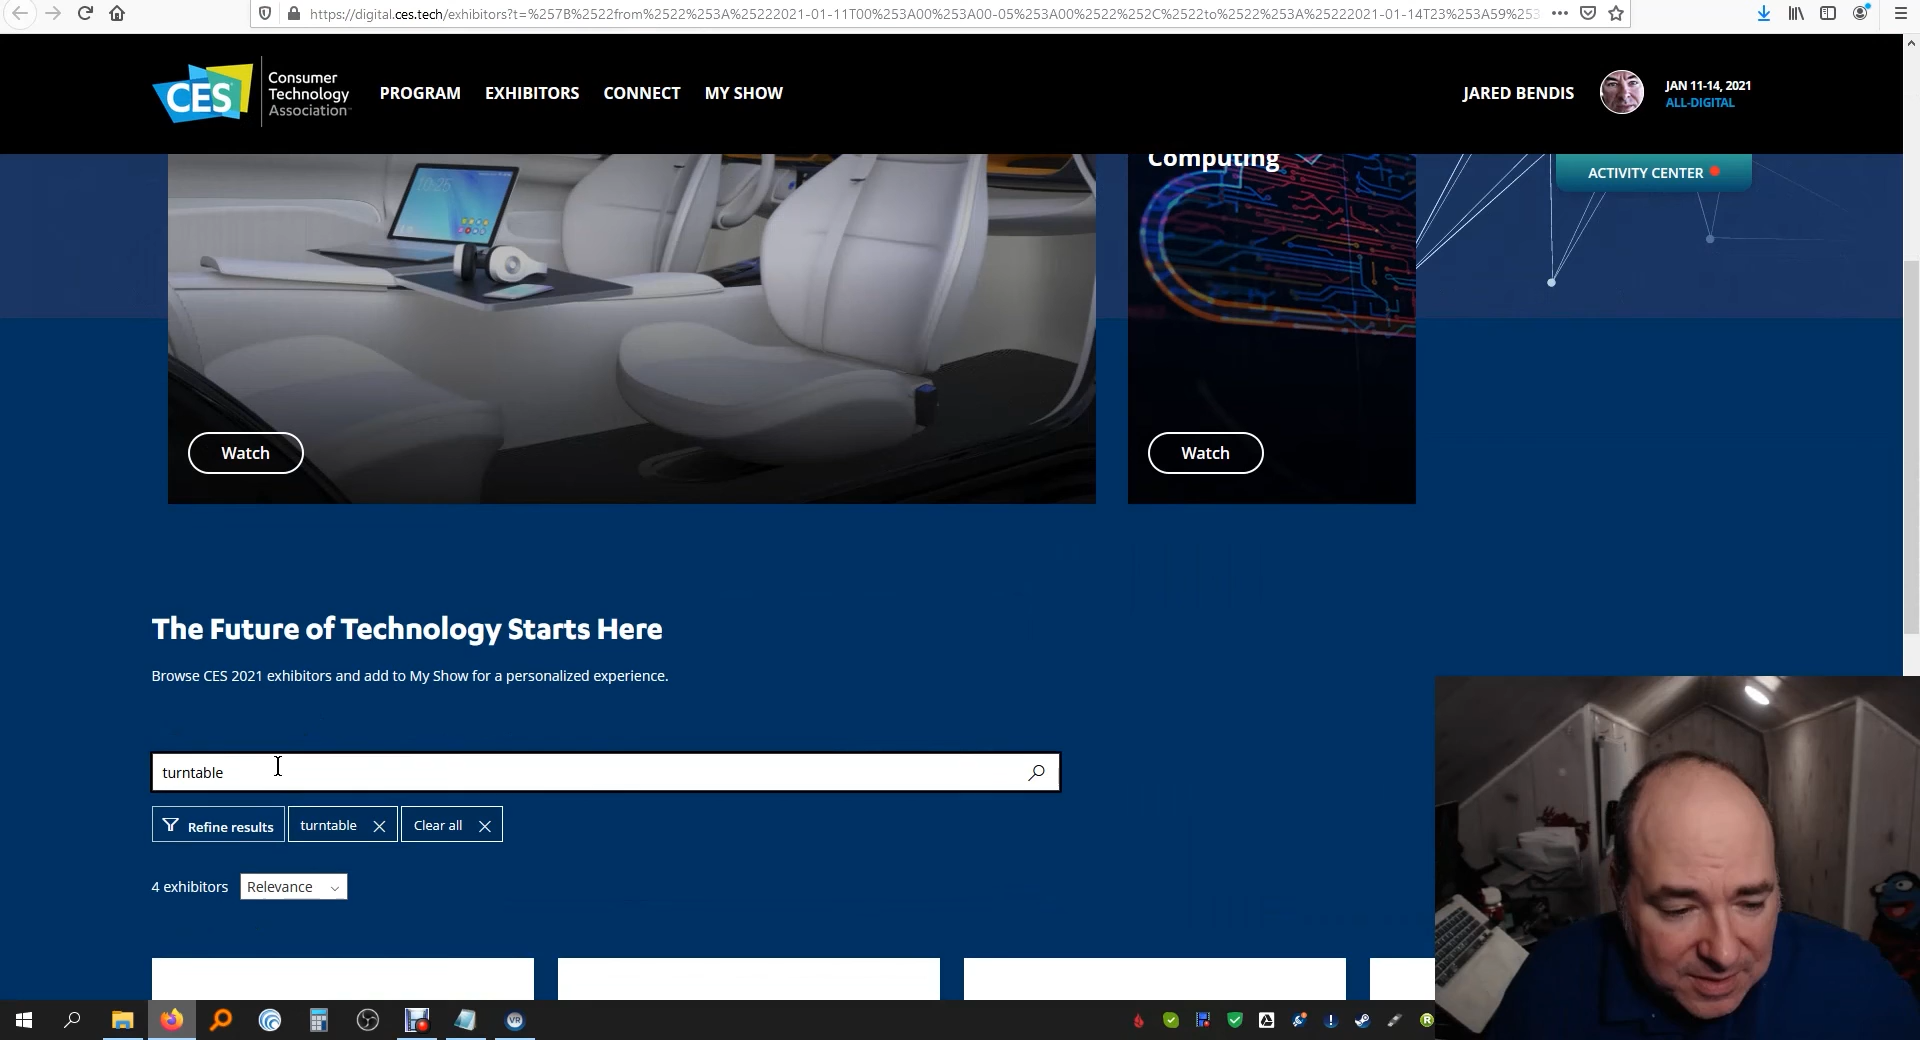 https://digital.ces.tech/exhibitors?t=%257B%2522from%2522%253A%25222021-01-11T00%253A00%253A00-05%253A00%2522%252C%2522to%2522%253A%25222021-01-14T23%253A59%253
CES
Consumer
Technology
Association
PROGRAM EXHIBITORS CONNECT MY SHOW
JARED BENDIS
JAN 11-14, 2021
ALL-DIGITAL
Computing
ACTIVITY CENTER
Watch
Watch
The Future of Technology Starts Here
Browse CES 2021 exhibitors and add to My Show for a personalized experience.
turntable
Refine results
turntable
Clear all
4 exhibitors
Relevance